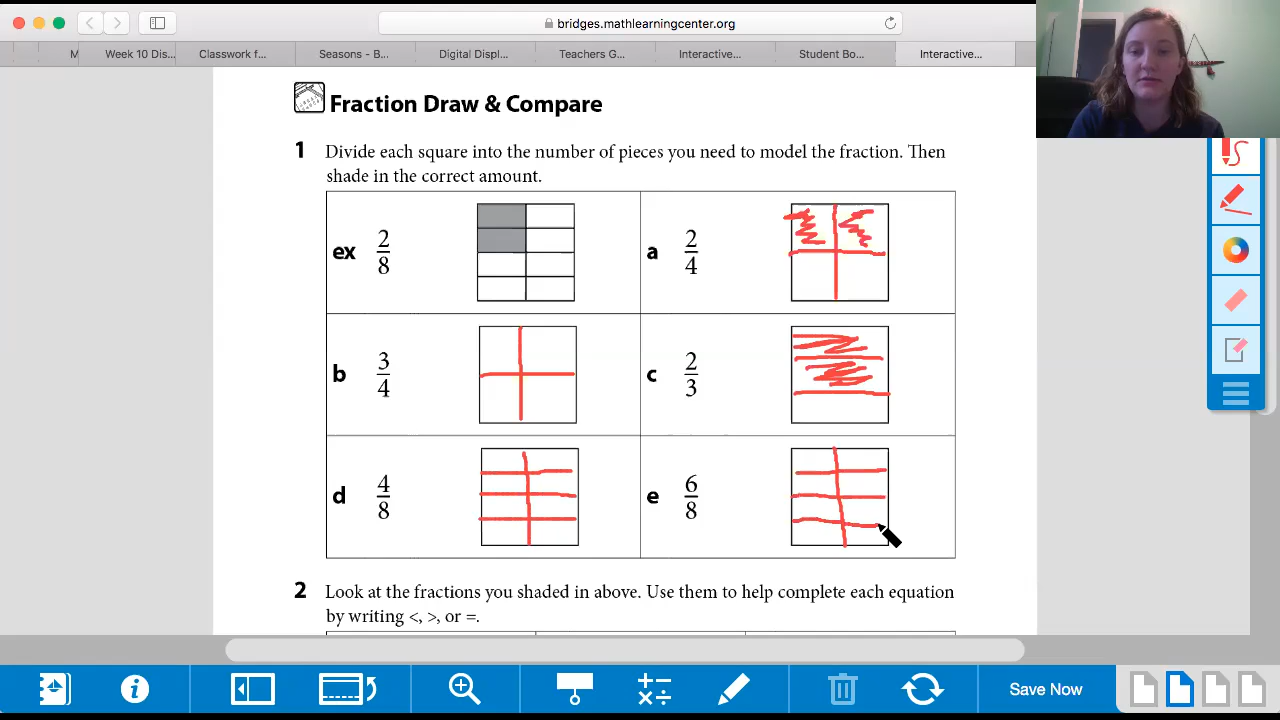 bridges.mathlearningcenter.org
M
Week 10 Dis...
Classwork f...
Seasons - B...
Digital Displ...
Teachers G...
Interactive...
Student Bo...
Interactive...
Fraction Draw & Compare
1 Divide each square into the number of pieces you need to model the fraction. Then
shade in the correct amount.
ex 2/8
a 2/4
b 3/4
c 2/3
d 4/8
e 6/8
2 Look at the fractions you shaded in above. Use them to help complete each equation
by writing <, >, or =.
Save Now